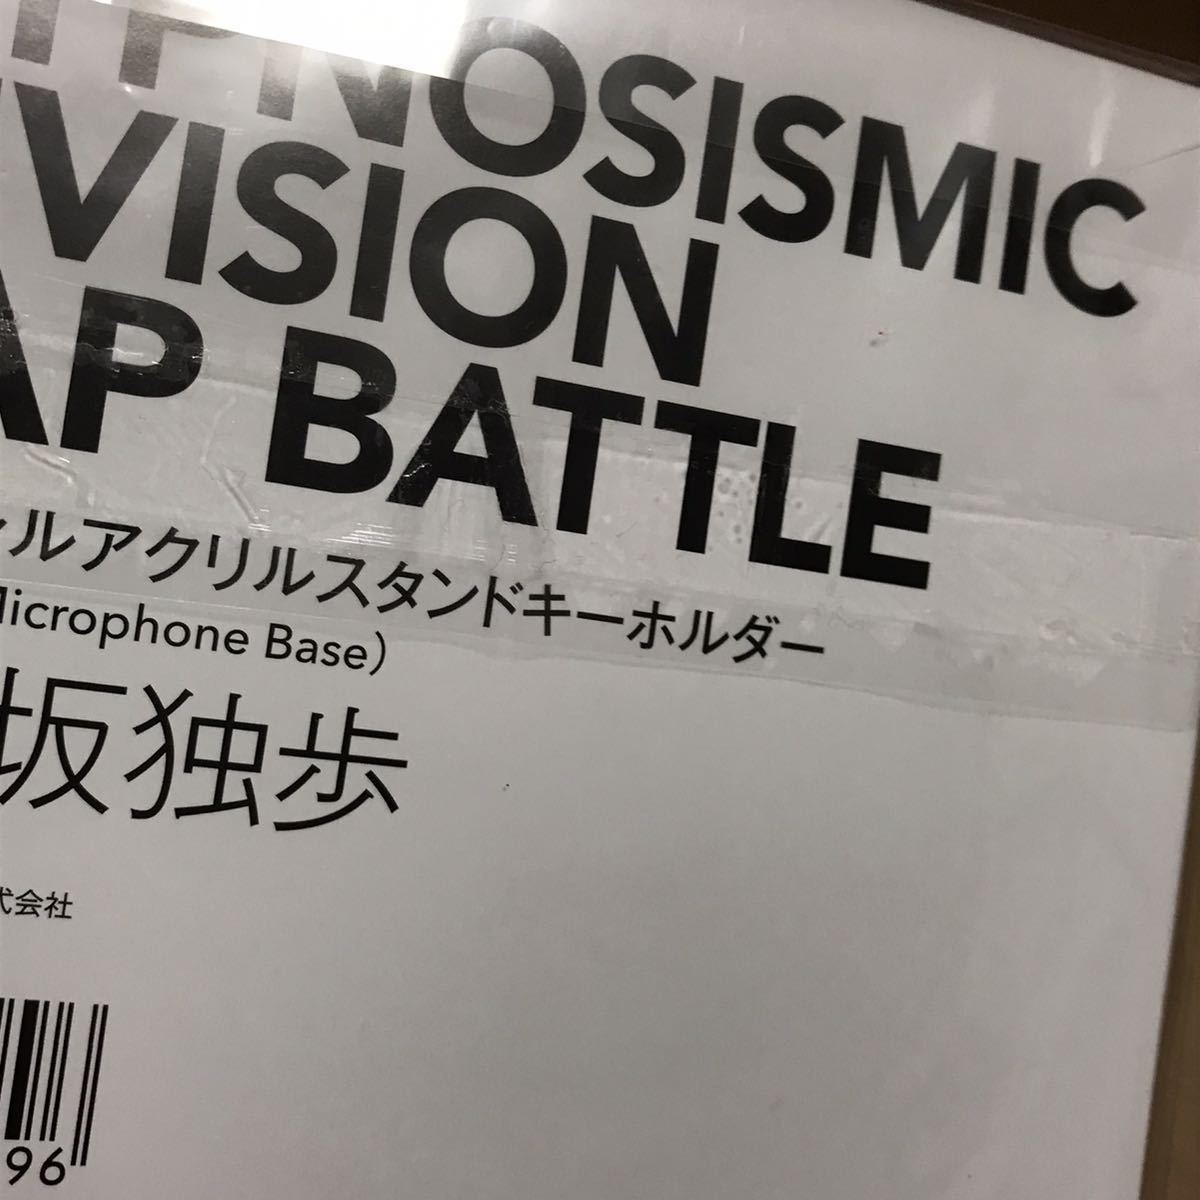 YPNOSISMIC
VISION
AP BATTLE
ルアクリルスタンドキーホルダー
Microphone Base）
坂独歩
式会社
96